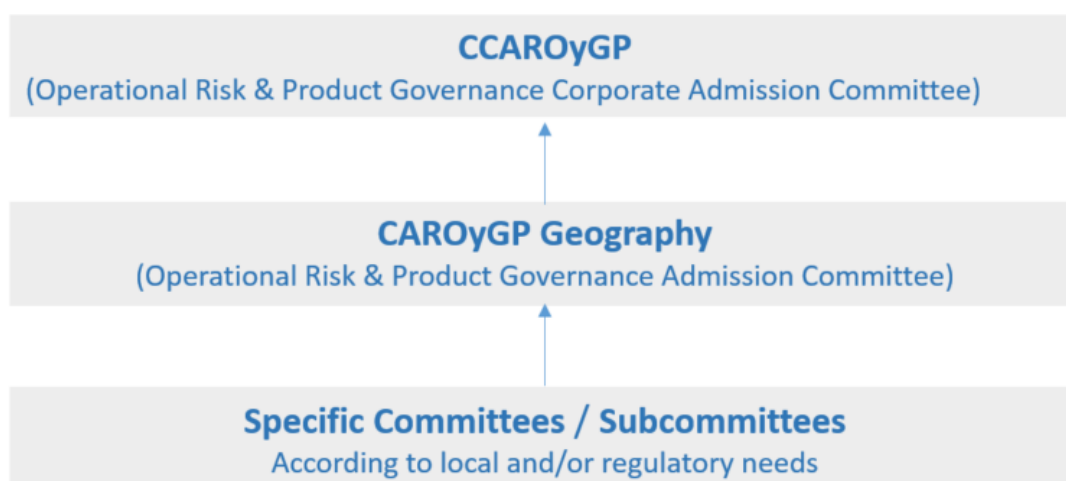 CCAROyGP
(Operational Risk & Product Governance Corporate Admission Committee)
CAROyGP Geography
(Operational Risk & Product Governance Admission Committee)
Specific Committees / Subcommittees
According to local and/or regulatory needs